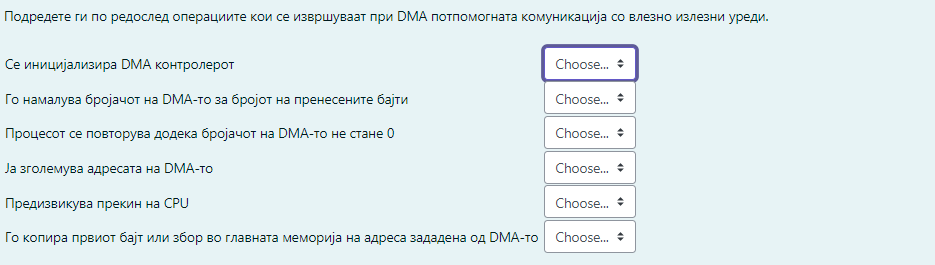 Подредете ги по редослед операциите кои се извршуваат при DMA потпомогната комуникација со влезно излезни уреди.
Се иницијализира DMA контролерот Choose...
Го намалува бројачот на DMA-то за бројот на пренесените бајти Choose...
Процесот се повторува додека бројачот на DMA-то не стане 0 Choose...
Ја зголемува адресата на DMA-то Choose...
Предизвикува прекин на CPU Choose...
Го копира првиот бајт или збор во главната меморија на адреса зададена од DMA-то Choose...